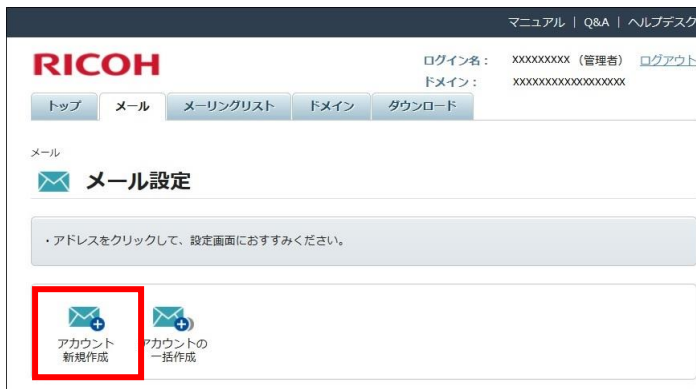 マニュアル | Q&A | ヘルプデスク
RICOH
ログイン名： XXXXXXXXX （管理者） ログアウト
ドメイン： XXXXXXXXXXXXXXXXXX
トップ メール メーリングリスト ドメイン ダウンロード
メール
メール設定
・アドレスをクリックして、設定画面におすすみください。
アカウント 新規作成
アカウントの 一括作成